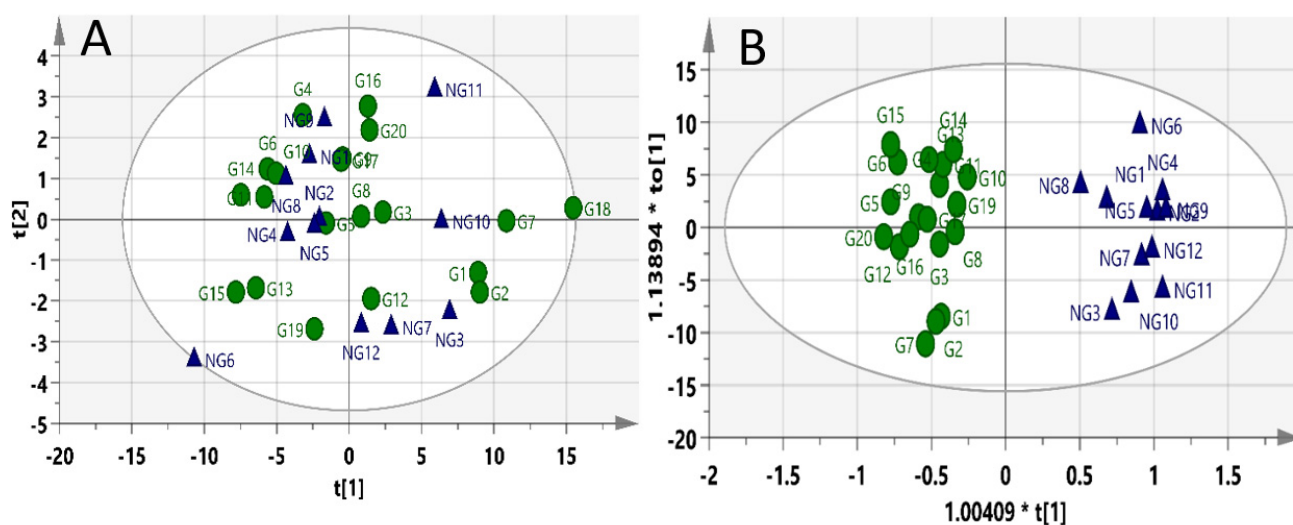 A
t[2]
4
3
2
1
0
-1
-2
-3
-4
-5
G16
G4
NG11
NG9
G20
G6
G10
NG1
G17
G14
NG2
G8
NG8
G3
G18
G5
NG10
G7
NG4
NG5
G1
G2
G15
G13
G12
G19
NG12
NG7
NG3
NG6
-20
-15
-10
-5
0
5
10
15
t[1]
B
1.13894 * to[1]
15
10
5
0
-5
-10
-15
-20
G15
G14
G13
NG6
G4
G6
G11
G10
NG4
NG1
NG8
G5
G9
G19
NG5
NG2
NG9
G20
G8
NG12
NG7
G12
G16
G3
NG11
NG3
NG10
G1
G7
G2
-2
-1.5
-1
-0.5
0
0.5
1
1.5
1.00409 * t[1]